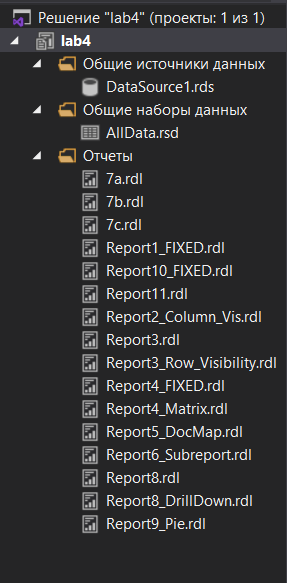 Решение "lab4" (проекты: 1 из 1)
lab4
Общие источники данных
DataSource1.rds
Общие наборы данных
AllData.rsd
Отчеты
7a.rdl
7b.rdl
7c.rdl
Report1_FIXED.rdl
Report10_FIXED.rdl
Report11.rdl
Report2_Column_Vis.rdl
Report3.rdl
Report3_Row_Visibility.rdl
Report4_FIXED.rdl
Report4_Matrix.rdl
Report5_DocMap.rdl
Report6_Subreport.rdl
Report8.rdl
Report8_DrillDown.rdl
Report9_Pie.rdl